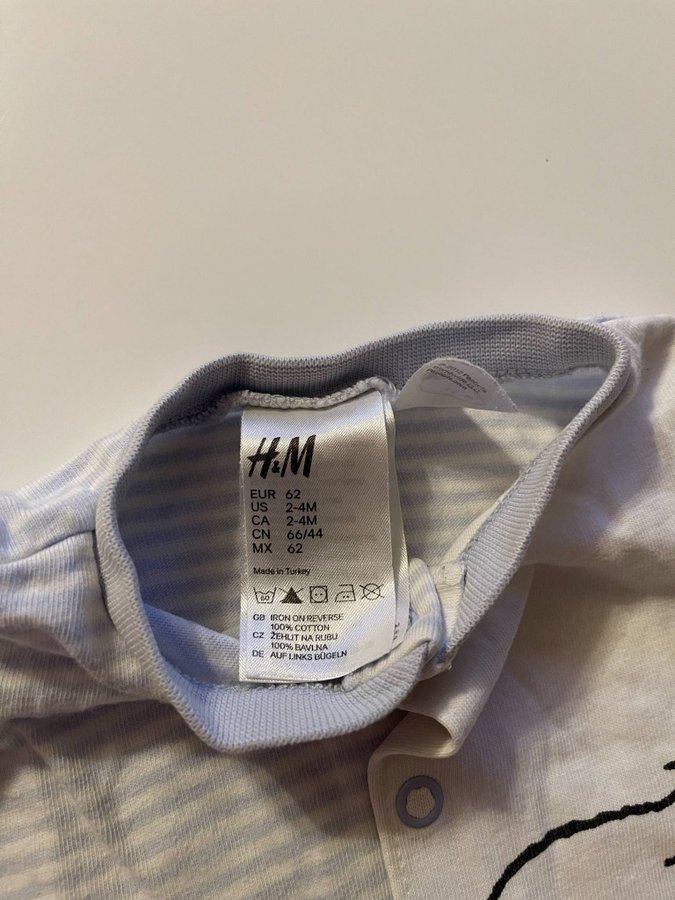 H&M
EUR 62
US 2-4M
CA 2-4M
CN 66/44
MX 62
Made in Turkey
60
GB IRON ON REVERSE
100% COTTON
CZ ŽEHLIT NA RUBU
100% BAVLNA
DE AUF LINKS BÜGELN